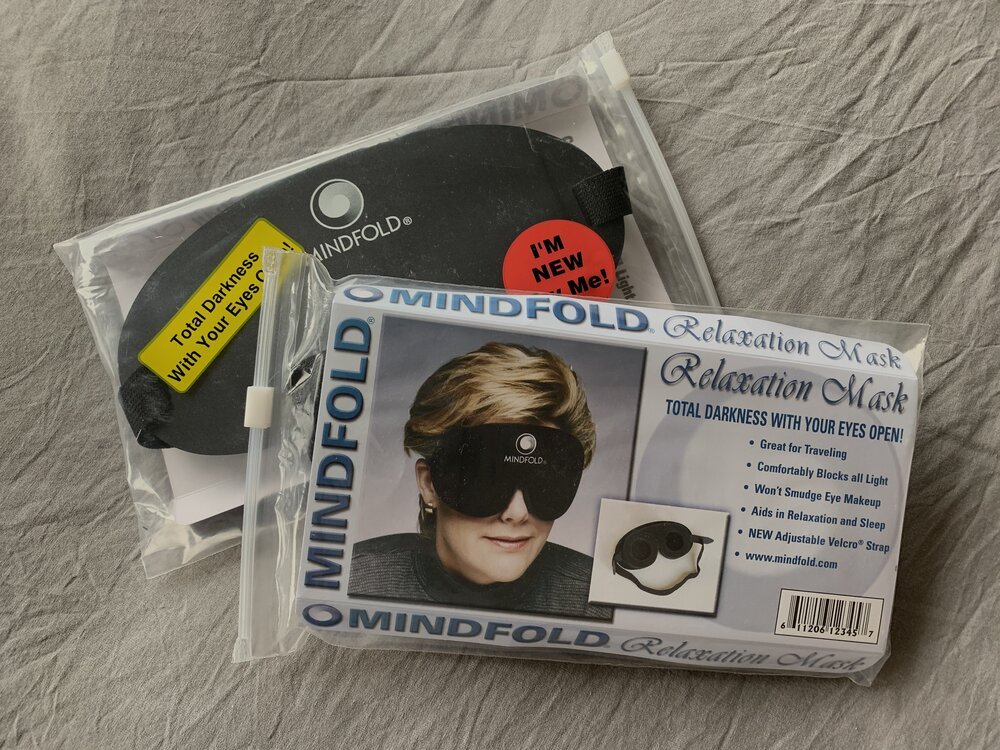 MINDFOLD®
Total Darkness
With Your Eyes
I'M
NEW
Me!
Light
MINDFOLD® Relaxation Mask
MINDFOLD®
Relaxation Mask
TOTAL DARKNESS WITH YOUR EYES OPEN!
• Great for Traveling
• Comfortably Blocks all Light
• Won't Smudge Eye Makeup
• Aids in Relaxation and Sleep
• NEW Adjustable Velcro® Strap
• www.mindfold.com
MINDFOLD®
6 11206 12345 7
MINDFOLD® Relaxation Mask